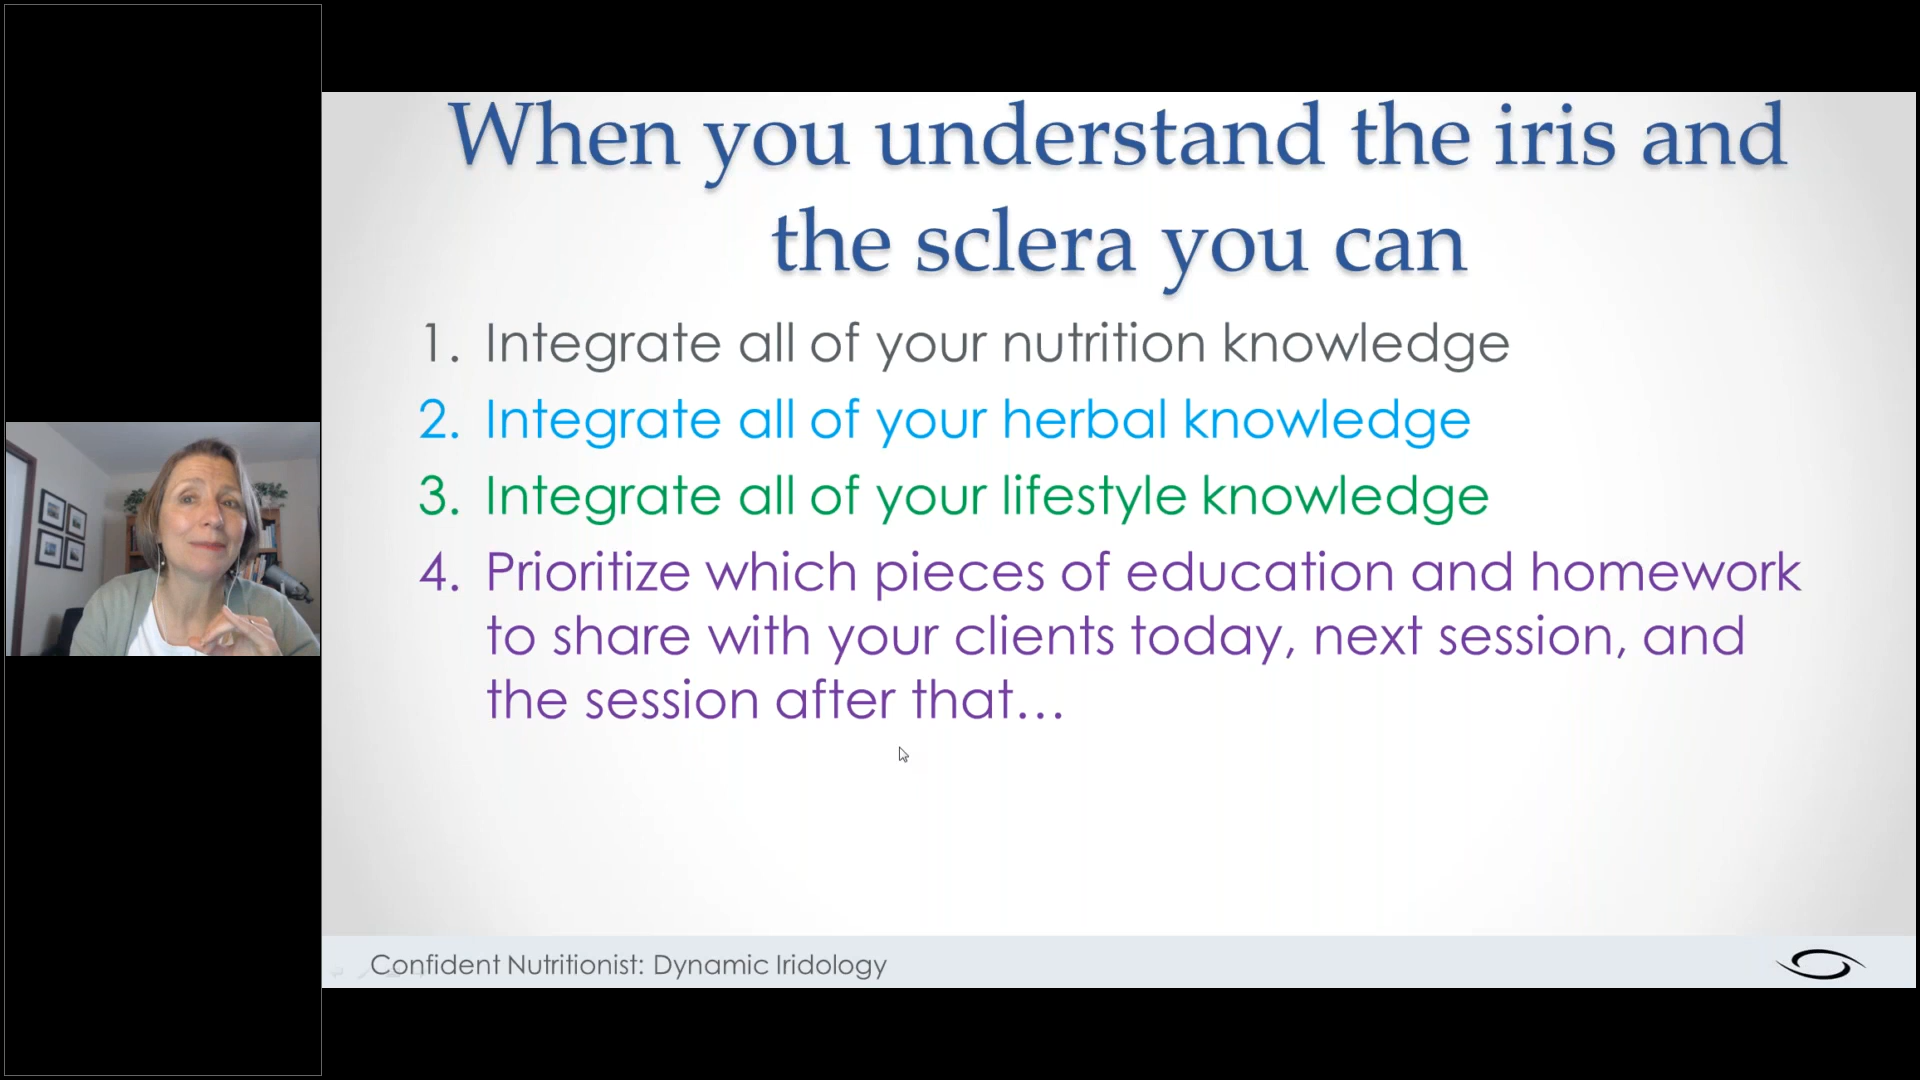 When you understand the iris and
the sclera you can
1. Integrate all of your nutrition knowledge
2. Integrate all of your herbal knowledge
3. Integrate all of your lifestyle knowledge
4. Prioritize which pieces of education and homework
to share with your clients today, next session, and
the session after that…
Confident Nutritionist: Dynamic Iridology